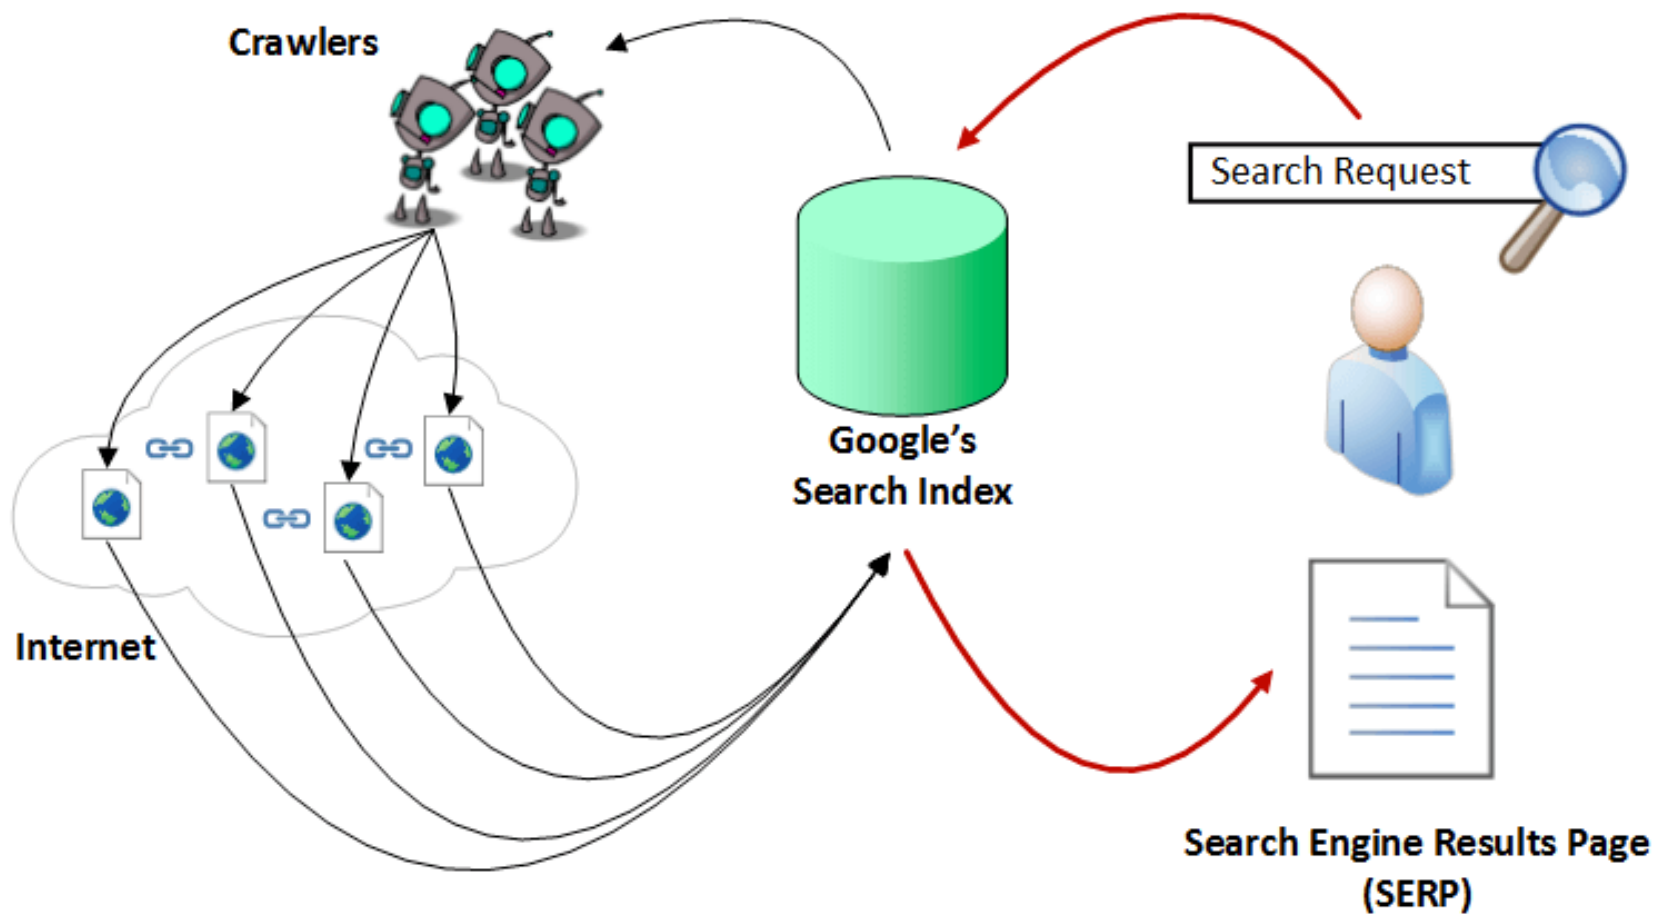 Crawlers
Search Request
Google’s
Search Index
Internet
Search Engine Results Page
(SERP)